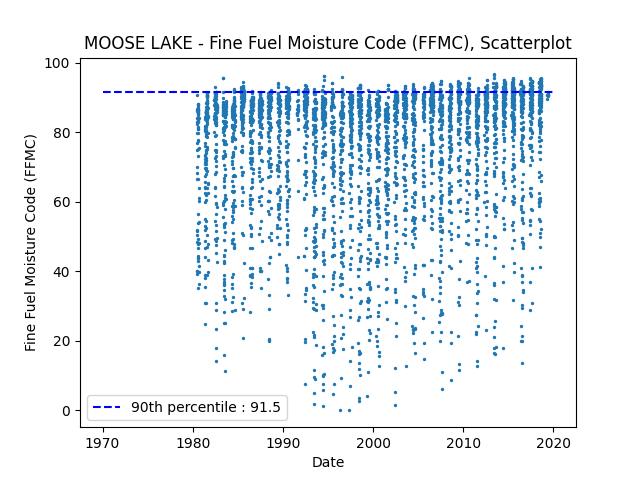 MOOSE LAKE - Fine Fuel Moisture Code (FFMC), Scatterplot
Fine Fuel Moisture Code (FFMC)
100
80
60
40
20
0
90th percentile : 91.5
1970 1980 1990 2000 2010 2020
Date